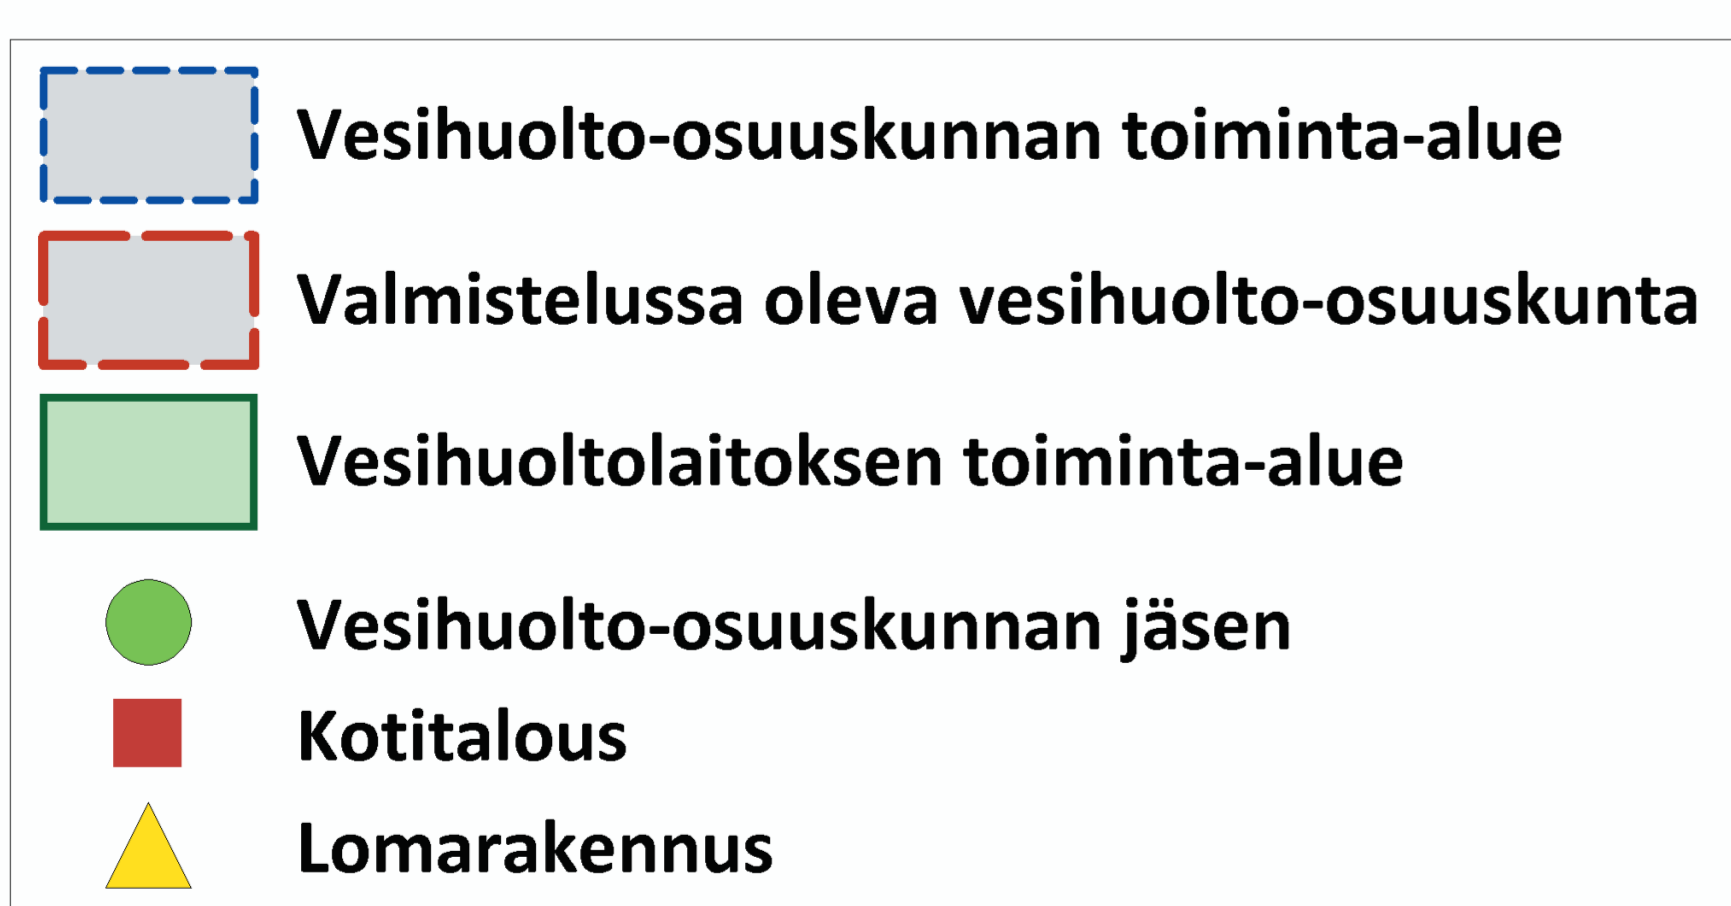 Vesihuolto-osuuskunnan toiminta-alue
Valmistelussa oleva vesihuolto-osuuskunta
Vesihuoltolaitoksen toiminta-alue
Vesihuolto-osuuskunnan jäsen
Kotitalous
Lomarakennus